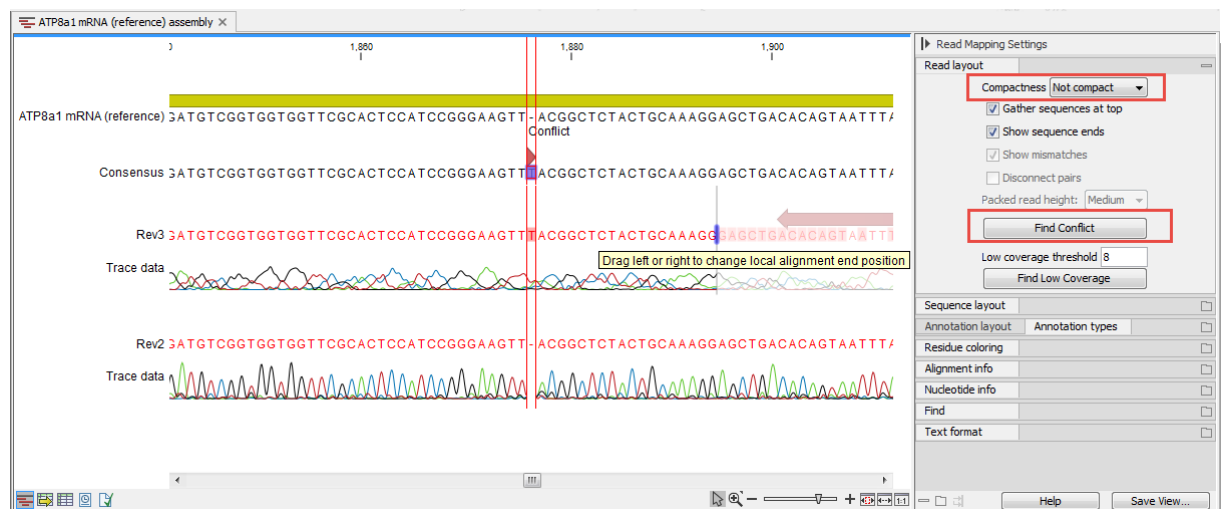 ATP8a1 mRNA (reference) assembly ×
1,860
1,880
1,900
ATP8a1 mRNA (reference)
GATGTCGGTGGTGGTTCGCACTCCATCCGGGAAGTT-ACGGCTCTACTGCAAAGGAGCTGACACAGTAATTTA
Conflict
Consensus
GATGTCGGTGGTGGTTCGCACTCCATCCGGGAAGTTTACGGCTCTACTGCAAAGGAGCTGACACAGTAATTTA
Rev3
GATGTCGGTGGTGGTTCGCACTCCATCCGGGAAGTTTACGGCTCTACTGCAAAGGGAGCTGACACAGTAATTT
Drag left or right to change local alignment end position
Trace data
Rev2
GATGTCGGTGGTGGTTCGCACTCCATCCGGGAAGTT-ACGGCTCTACTGCAAAGGAGCTGACACAGTAATTTA
Trace data
Read Mapping Settings
Read layout
Compactness Not compact
Gather sequences at top
Show sequence ends
Show mismatches
Disconnect pairs
Packed read height: Medium
Find Conflict
Low coverage threshold 8
Find Low Coverage
Sequence layout
Annotation layout Annotation types
Residue coloring
Alignment info
Nucleotide info
Find
Text format
1:1
Help Save View...